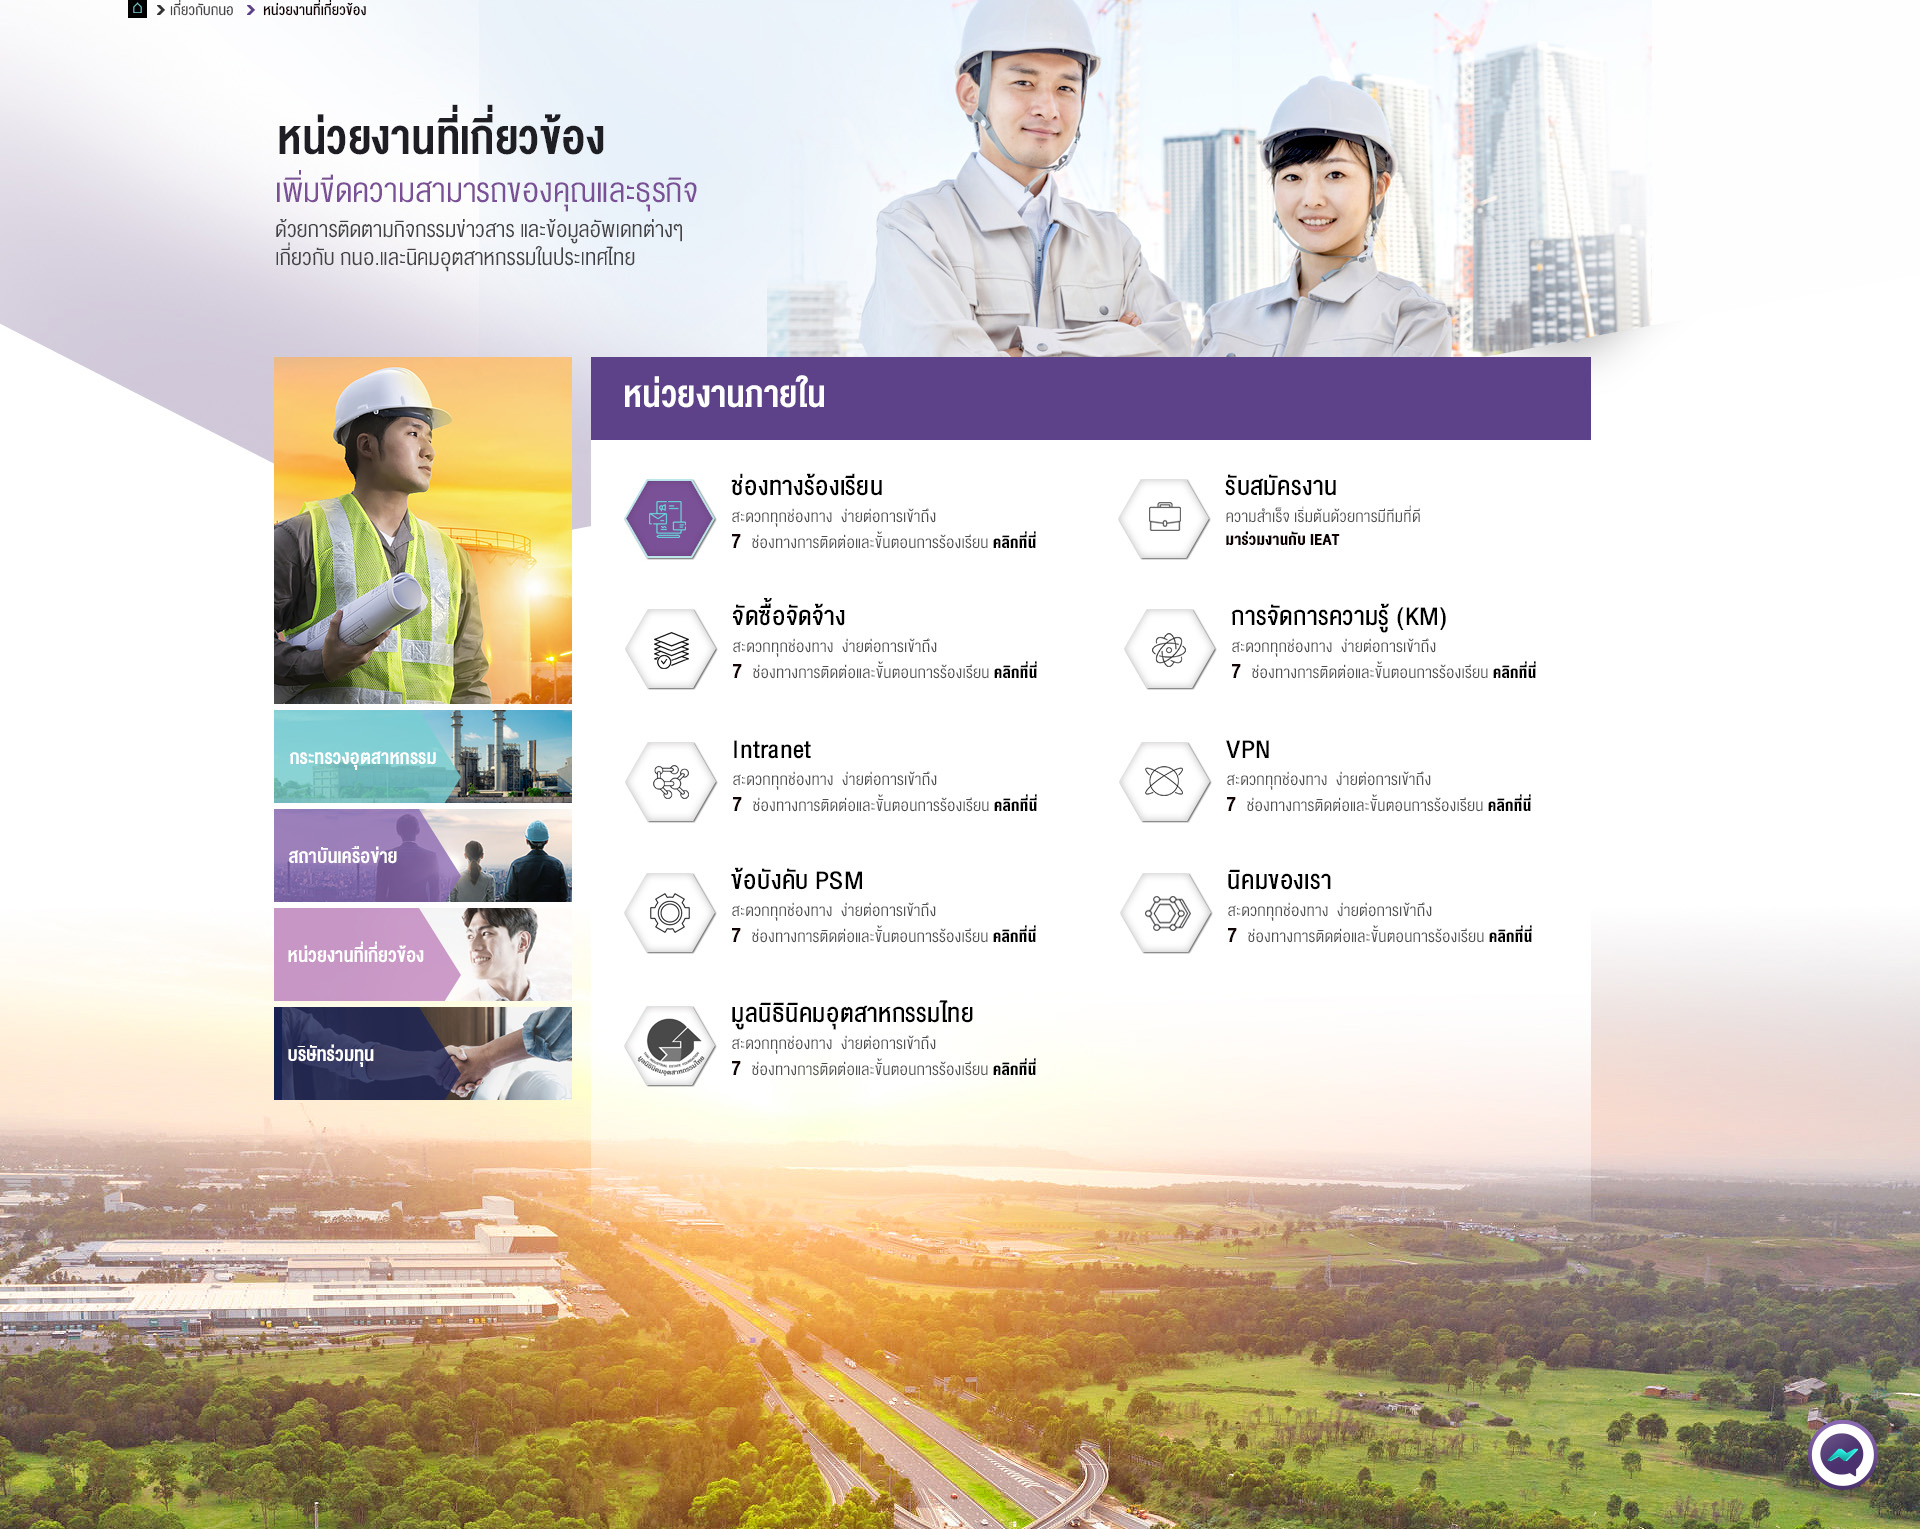 เกี่ยวกับกนอ หน่วยงานที่เกี่ยวข้อง
หน่วยงานที่เกี่ยวข้อง
เพิ่มขีดความสามารถของคุณและธุรกิจ
ด้วยการติดตามกิจกรรมข่าวสาร และข้อมูลอัพเดทต่างๆ
เกี่ยวกับ กนอ.และนิคมอุตสาหกรรมในประเทศไทย
กระทรวงอุตสาหกรรม
สถาบันเครือข่าย
หน่วยงานที่เกี่ยวข้อง
บริษัทร่วมทุน
หน่วยงานภายใน
ช่องทางร้องเรียน
สะดวกทุกช่องทาง ง่ายต่อการเข้าถึง
7 ช่องทางการติดต่อและขั้นตอนการร้องเรียน คลิกที่นี่
รับสมัครงาน
ความสำเร็จ เริ่มต้นด้วยการมีทีมที่ดี
มาร่วมงานกับ IEAT
จัดซื้อจัดจ้าง
สะดวกทุกช่องทาง ง่ายต่อการเข้าถึง
7 ช่องทางการติดต่อและขั้นตอนการร้องเรียน คลิกที่นี่
การจัดการความรู้ (KM)
สะดวกทุกช่องทาง ง่ายต่อการเข้าถึง
7 ช่องทางการติดต่อและขั้นตอนการร้องเรียน คลิกที่นี่
Intranet
สะดวกทุกช่องทาง ง่ายต่อการเข้าถึง
7 ช่องทางการติดต่อและขั้นตอนการร้องเรียน คลิกที่นี่
VPN
สะดวกทุกช่องทาง ง่ายต่อการเข้าถึง
7 ช่องทางการติดต่อและขั้นตอนการร้องเรียน คลิกที่นี่
ข้อบังคับ PSM
สะดวกทุกช่องทาง ง่ายต่อการเข้าถึง
7 ช่องทางการติดต่อและขั้นตอนการร้องเรียน คลิกที่นี่
นิคมของเรา
สะดวกทุกช่องทาง ง่ายต่อการเข้าถึง
7 ช่องทางการติดต่อและขั้นตอนการร้องเรียน คลิกที่นี่
มูลนิธินิคมอุตสาหกรรมไทย
สะดวกทุกช่องทาง ง่ายต่อการเข้าถึง
7 ช่องทางการติดต่อและขั้นตอนการร้องเรียน คลิกที่นี่
มูลนิธินิคมอุตสาหกรรมไทย